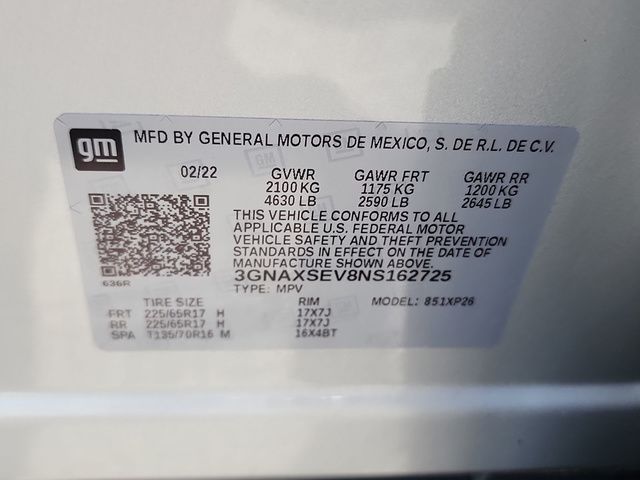 gm
MFD BY GENERAL MOTORS DE MEXICO, S. DE R.L. DE C.V.
02/22 GVWR GAWR FRT GAWR RR
2100 KG 1175 KG 1200 KG
4630 LB 2590 LB 2645 LB
THIS VEHICLE CONFORMS TO ALL
APPLICABLE U.S. FEDERAL MOTOR
VEHICLE SAFETY AND THEFT PREVENTION
STANDARDS IN EFFECT ON THE DATE OF
MANUFACTURE SHOWN ABOVE.
3GNAXSEV8NS162725
636R TYPE: MPV MODEL: 851XP26
TIRE SIZE RIM
FRT 225/65R17 H 17X7J
RR 225/65R17 H 17X7J
SPA T135/70R16 M 16X4BT